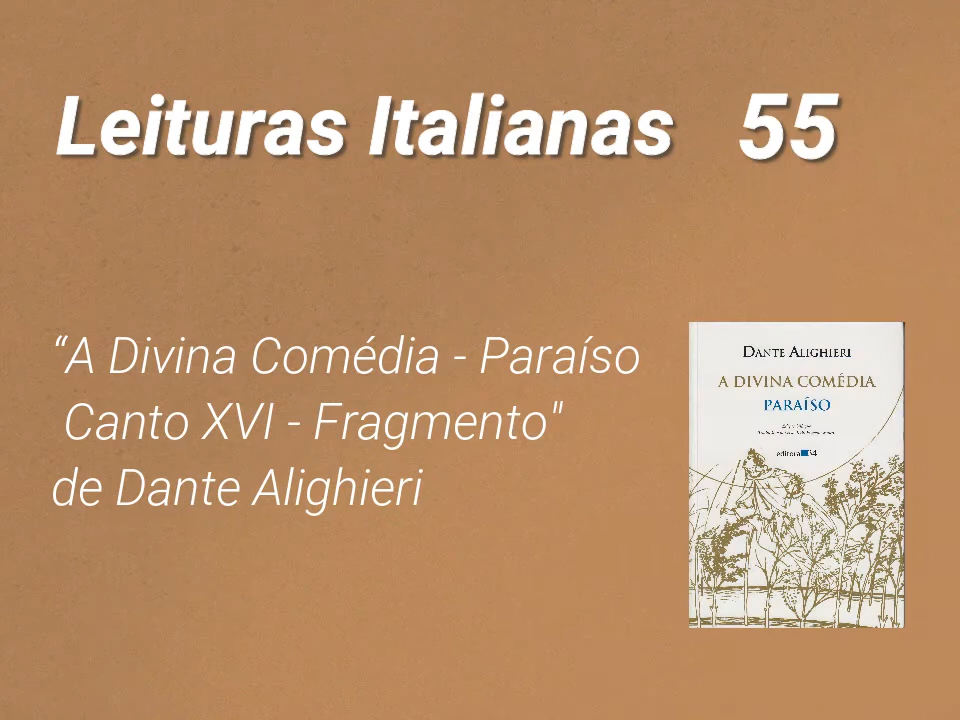 Leituras Italianas 55
“A Divina Comédia - Paraíso
Canto XVI - Fragmento"
de Dante Alighieri
DANTE ALIGHIERI
A DIVINA COMÉDIA
PARAÍSO
editora 34